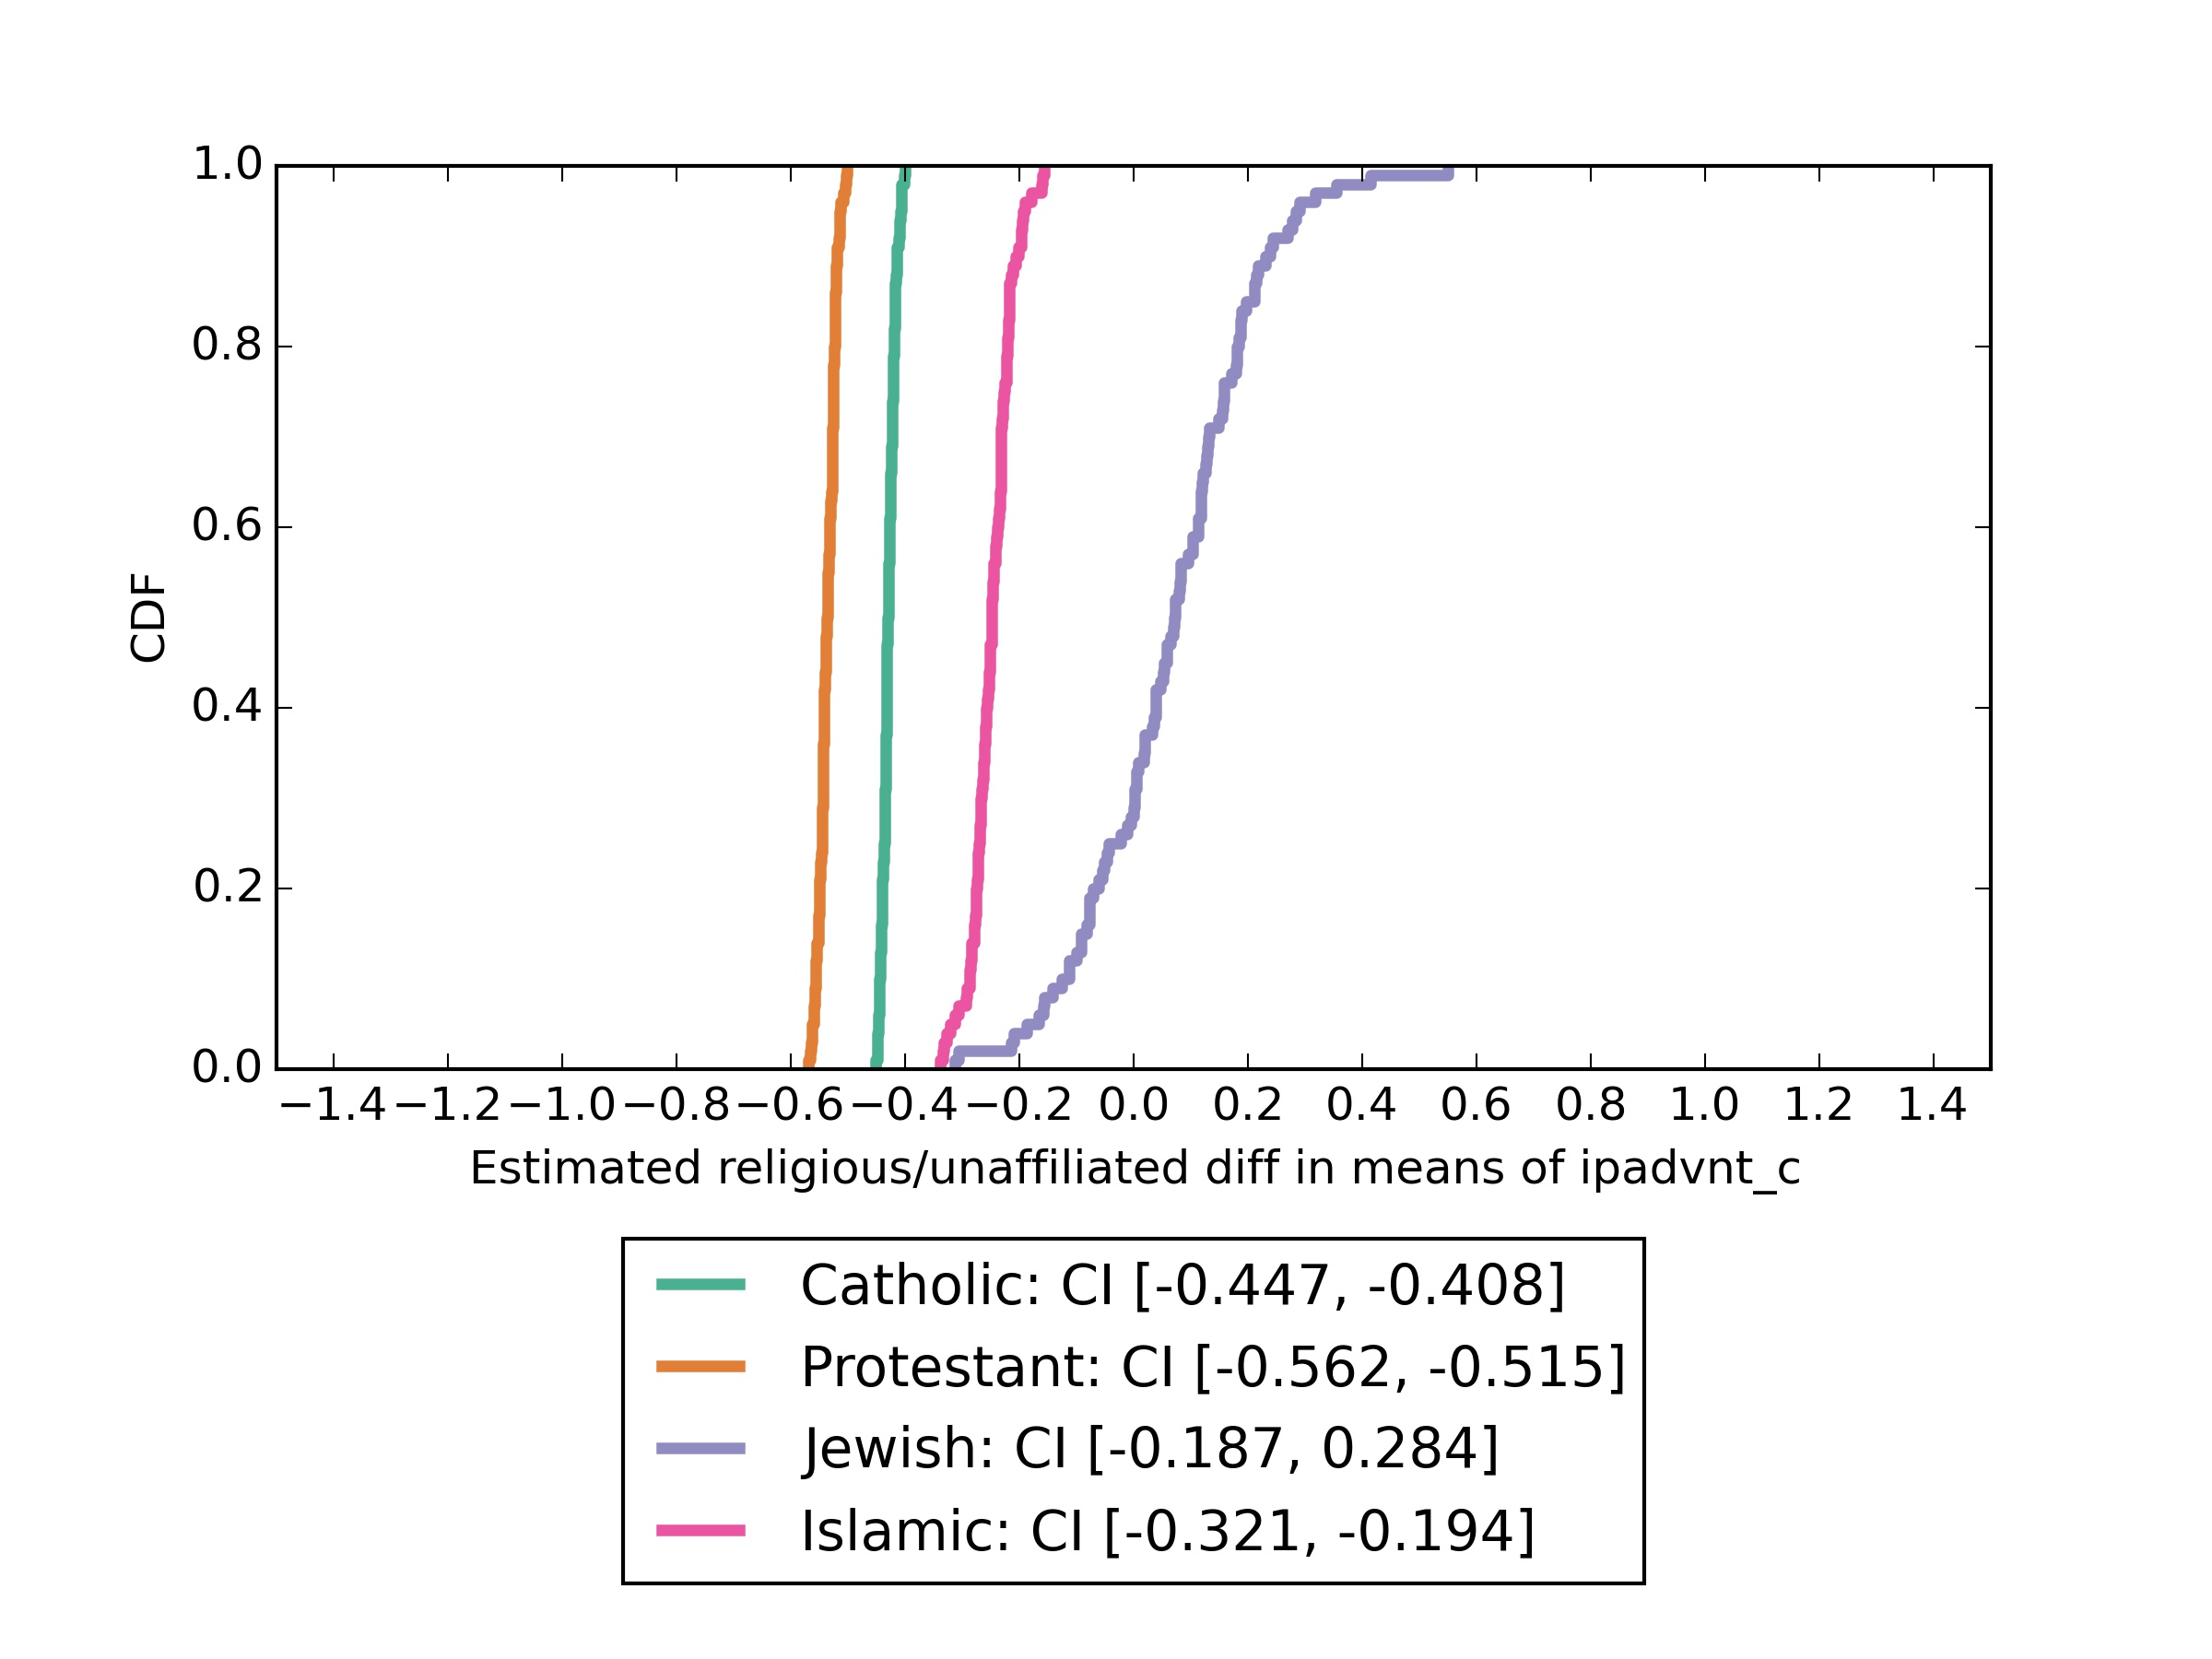 1.0
0.8
0.6
0.4
0.2
0.0
CDF
−1.4 −1.2 −1.0 −0.8 −0.6 −0.4 −0.2 0.0 0.2 0.4 0.6 0.8 1.0 1.2 1.4
Estimated religious/unaffiliated diff in means of ipadvnt_c
Catholic: CI [-0.447, -0.408]
Protestant: CI [-0.562, -0.515]
Jewish: CI [-0.187, 0.284]
Islamic: CI [-0.321, -0.194]